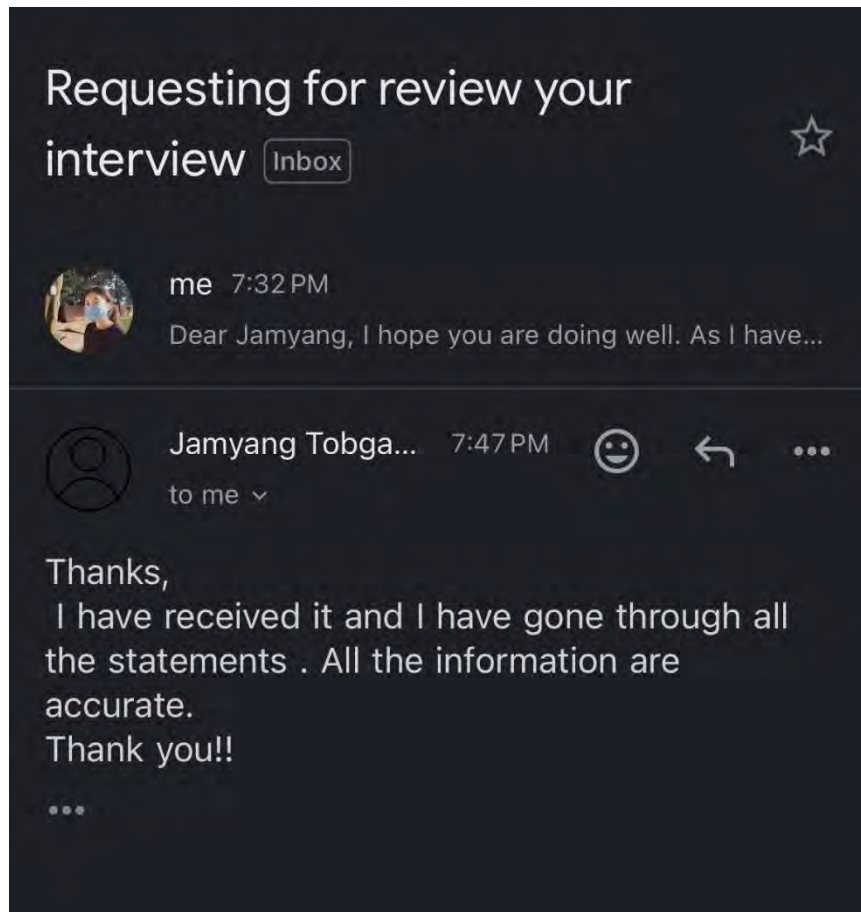 Requesting for review your
interview Inbox
me 7:32 PM
Dear Jamyang, I hope you are doing well. As I have...
Jamyang Tobga... 7:47 PM
to me
Thanks,
I have received it and I have gone through all
the statements . All the information are
accurate.
Thank you!!